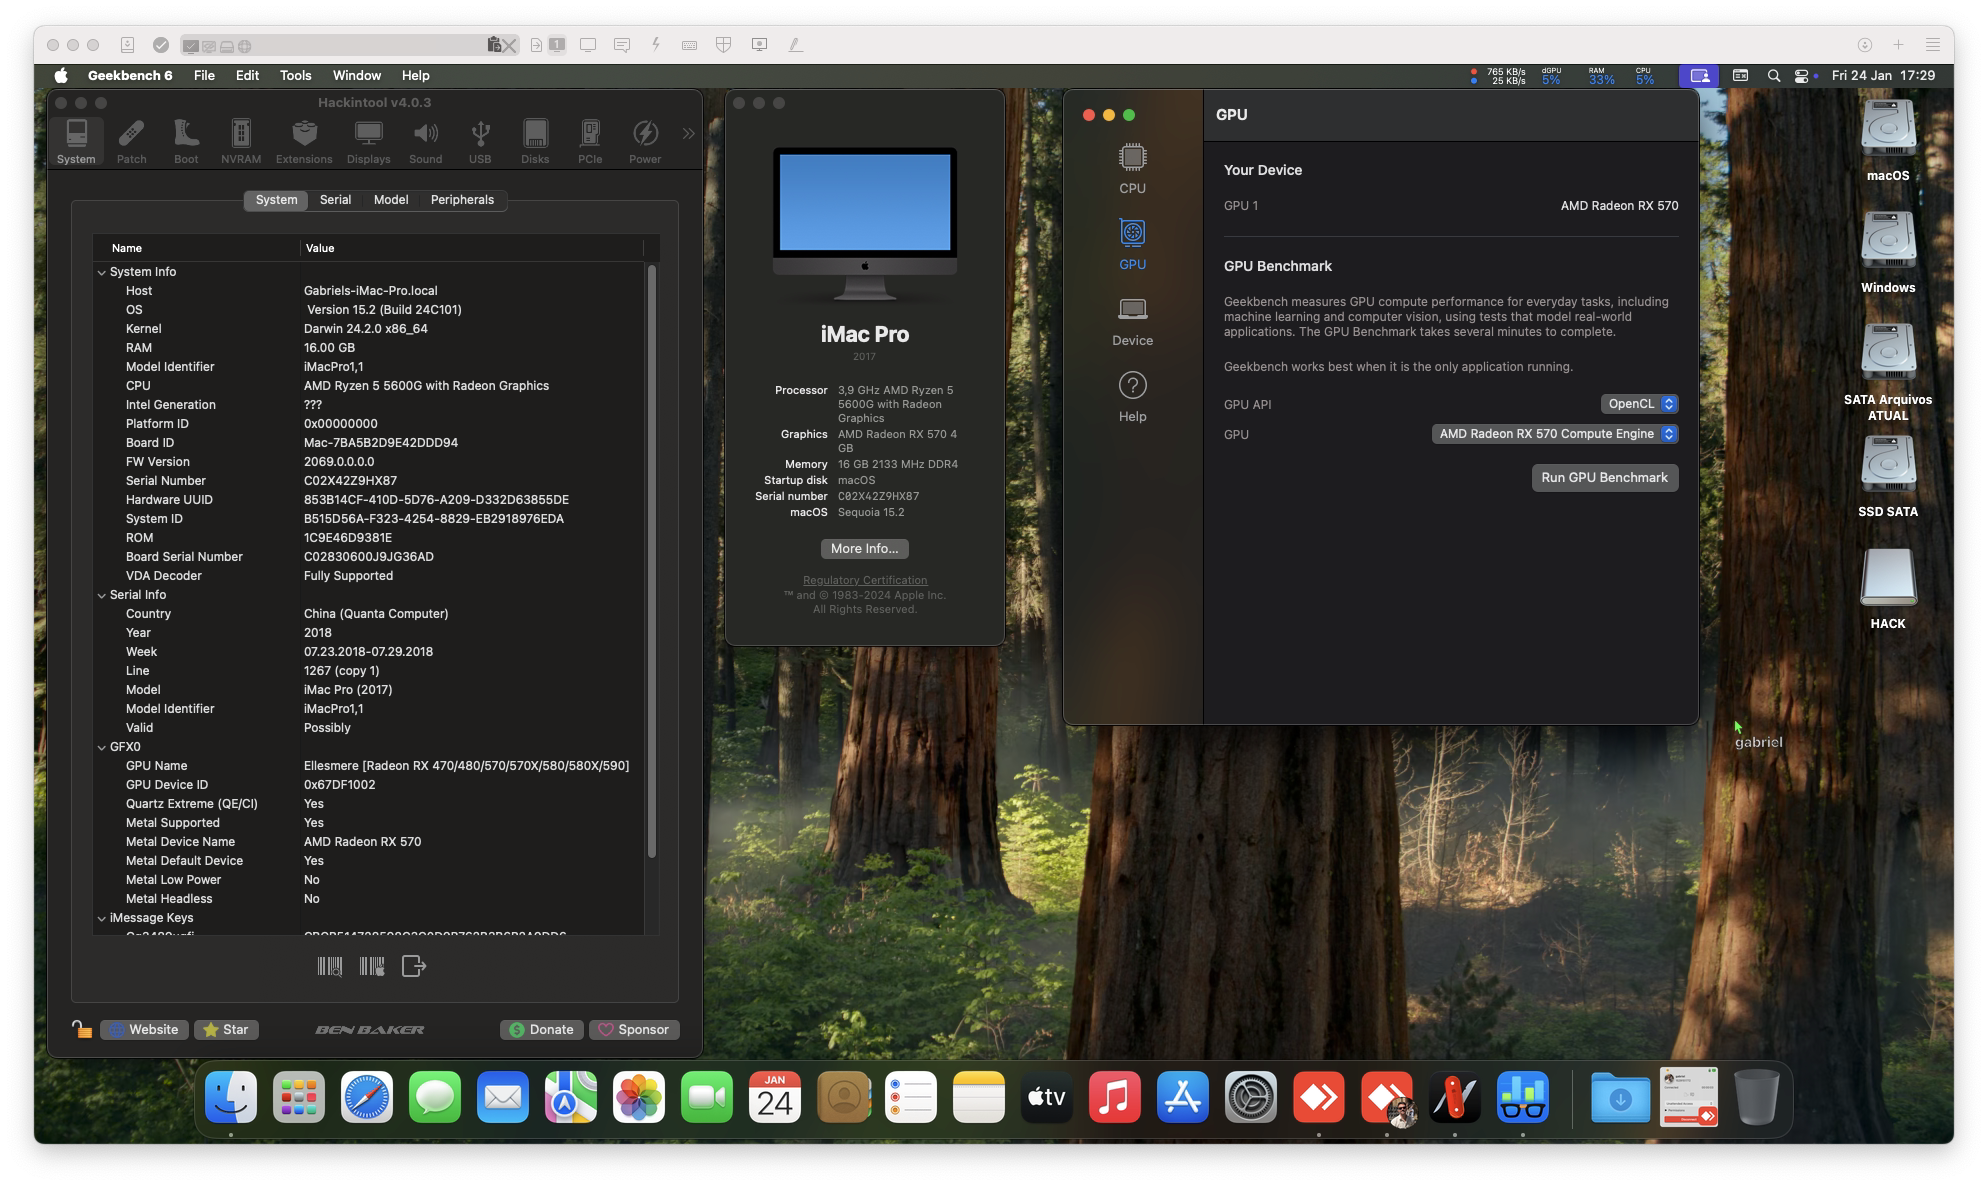 1
Geekbench 6 File Edit Tools Window Help
765 KB/s
25 KB/s
dGPU
5%
RAM
33%
CPU
5%
Fri 24 Jan 17:29
Hackintool v4.0.3
System Patch Boot NVRAM Extensions Displays Sound USB Disks PCIe Power
System Serial Model Peripherals
Name Value
System Info
Host Gabriels-iMac-Pro.local
OS Version 15.2 (Build 24C101)
Kernel Darwin 24.2.0 x86_64
RAM 16.00 GB
Model Identifier iMacPro1,1
CPU AMD Ryzen 5 5600G with Radeon Graphics
Intel Generation ???
Platform ID 0x00000000
Board ID Mac-7BA5B2D9E42DDD94
FW Version 2069.0.0.0.0
Serial Number C02X42Z9HX87
Hardware UUID 853B14CF-410D-5D76-A209-D332D63855DE
System ID B515D56A-F323-4254-8829-EB2918976EDA
ROM 1C9E46D9381E
Board Serial Number C02830600J9JG36AD
VDA Decoder Fully Supported
Serial Info
Country China (Quanta Computer)
Year 2018
Week 07.23.2018-07.29.2018
Line 1267 (copy 1)
Model iMac Pro (2017)
Model Identifier iMacPro1,1
Valid Possibly
GFX0
GPU Name Ellesmere [Radeon RX 470/480/570/570X/580/580X/590]
GPU Device ID 0x67DF1002
Quartz Extreme (QE/CI) Yes
Metal Supported Yes
Metal Device Name AMD Radeon RX 570
Metal Default Device Yes
Metal Low Power No
Metal Headless No
iMessage Keys
Website Star BEN BAKER Donate Sponsor
iMac Pro
2017
Processor 3,9 GHz AMD Ryzen 5
5600G with Radeon
Graphics
Graphics AMD Radeon RX 570 4
GB
Memory 16 GB 2133 MHz DDR4
Startup disk macOS
Serial number C02X42Z9HX87
macOS Sequoia 15.2
More Info...
Regulatory Certification
™ and © 1983-2024 Apple Inc.
All Rights Reserved.
CPU
GPU
Device
Help
GPU
Your Device
GPU 1 AMD Radeon RX 570
GPU Benchmark
Geekbench measures GPU compute performance for everyday tasks, including
machine learning and computer vision, using tests that model real-world
applications. The GPU Benchmark takes several minutes to complete.
Geekbench works best when it is the only application running.
GPU API OpenCL
GPU AMD Radeon RX 570 Compute Engine
Run GPU Benchmark
macOS
Windows
SATA Arquivos
ATUAL
SSD SATA
HACK
gabriel
JAN
24
tv